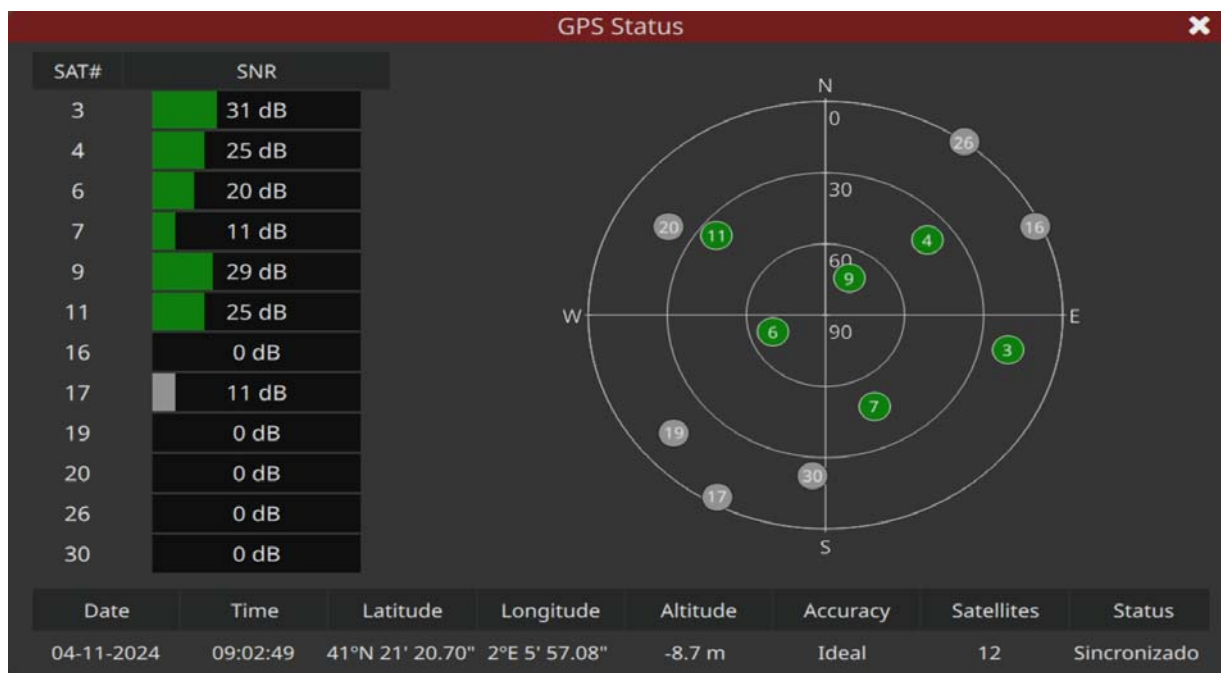 GPS Status
SAT# SNR
3 31 dB
4 25 dB
6 20 dB
7 11 dB
9 29 dB
11 25 dB
16 0 dB
17 11 dB
19 0 dB
20 0 dB
26 0 dB
30 0 dB
N
0
26
30
20
11
4
16
60
9
W
E
6
90
3
7
19
30
17
S
Date Time Latitude Longitude Altitude Accuracy Satellites Status
04-11-2024 09:02:49 41°N 21' 20.70" 2°E 5' 57.08" -8.7 m Ideal 12 Sincronizado